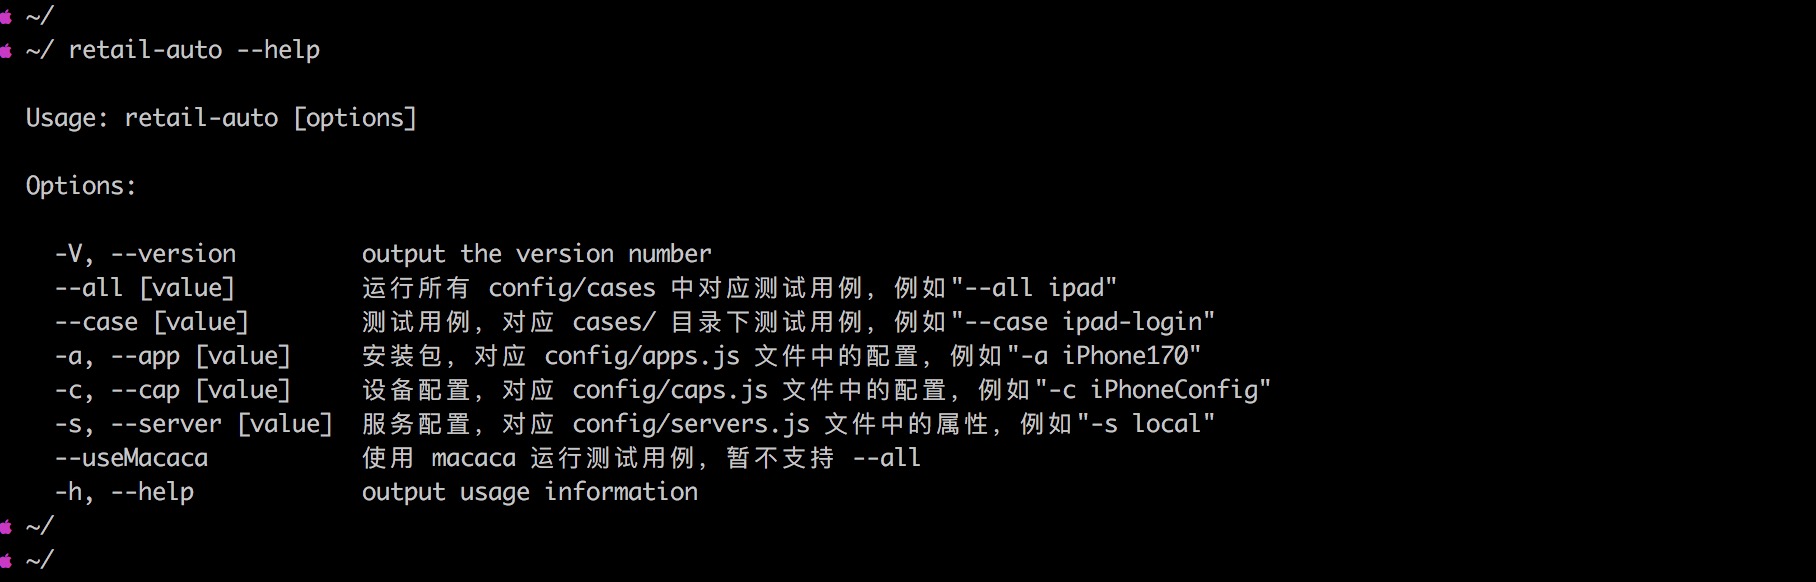 ~/
~/ retail-auto --help
Usage: retail-auto [options]
Options:
-V, --version output the version number
--all [value] 运行所有 config/cases 中对应测试用例，例如"--all ipad"
--case [value] 测试用例，对应 cases/ 目录下测试用例，例如"--case ipad-login"
-a, --app [value] 安装包，对应 config/apps.js 文件中的配置，例如"-a iPhone170"
-c, --cap [value] 设备配置，对应 config/caps.js 文件中的配置，例如"-c iPhoneConfig"
-s, --server [value] 服务配置，对应 config/servers.js 文件中的属性，例如"-s local"
--useMacaca 使用 macaca 运行测试用例，暂不支持 --all
-h, --help output usage information
~/
~/